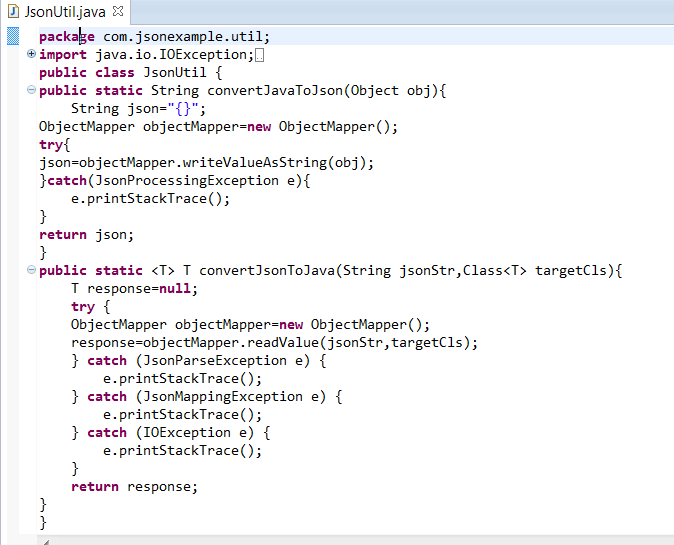 JsonUtil.java
package com.jsonexample.util;
import java.io.IOException;
public class JsonUtil {
public static String convertJavaToJson(Object obj){
    String json="{}";
ObjectMapper objectMapper=new ObjectMapper();
try{
json=objectMapper.writeValueAsString(obj);
}catch(JsonProcessingException e){
    e.printStackTrace();
}
return json;
}
public static <T> T convertJsonToJava(String jsonStr,Class<T> targetCls){
    T response=null;
    try {
    ObjectMapper objectMapper=new ObjectMapper();
    response=objectMapper.readValue(jsonStr,targetCls);
    } catch (JsonParseException e) {
        e.printStackTrace();
    } catch (JsonMappingException e) {
        e.printStackTrace();
    } catch (IOException e) {
        e.printStackTrace();
    }
    return response;
}
}